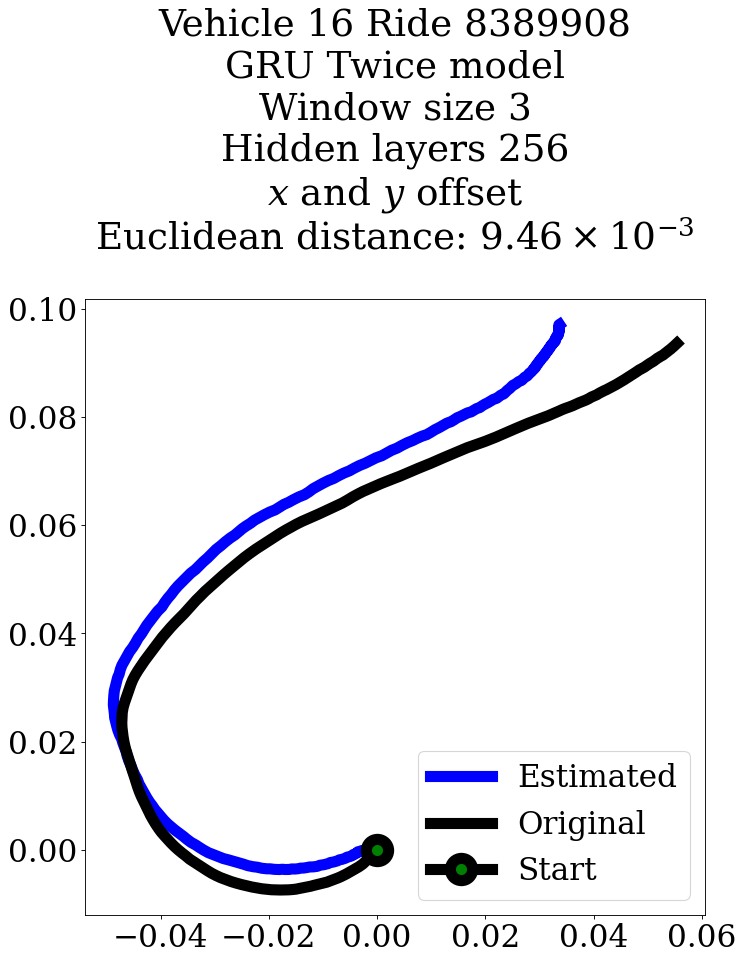 Vehicle 16 Ride 8389908
GRU Twice model
Window size 3
Hidden layers 256
x and y offset
Euclidean distance: 9.46 × 10⁻³
0.10
0.08
0.06
0.04
0.02
0.00
Estimated
Original
Start
−0.04 −0.02 0.00 0.02 0.04 0.06